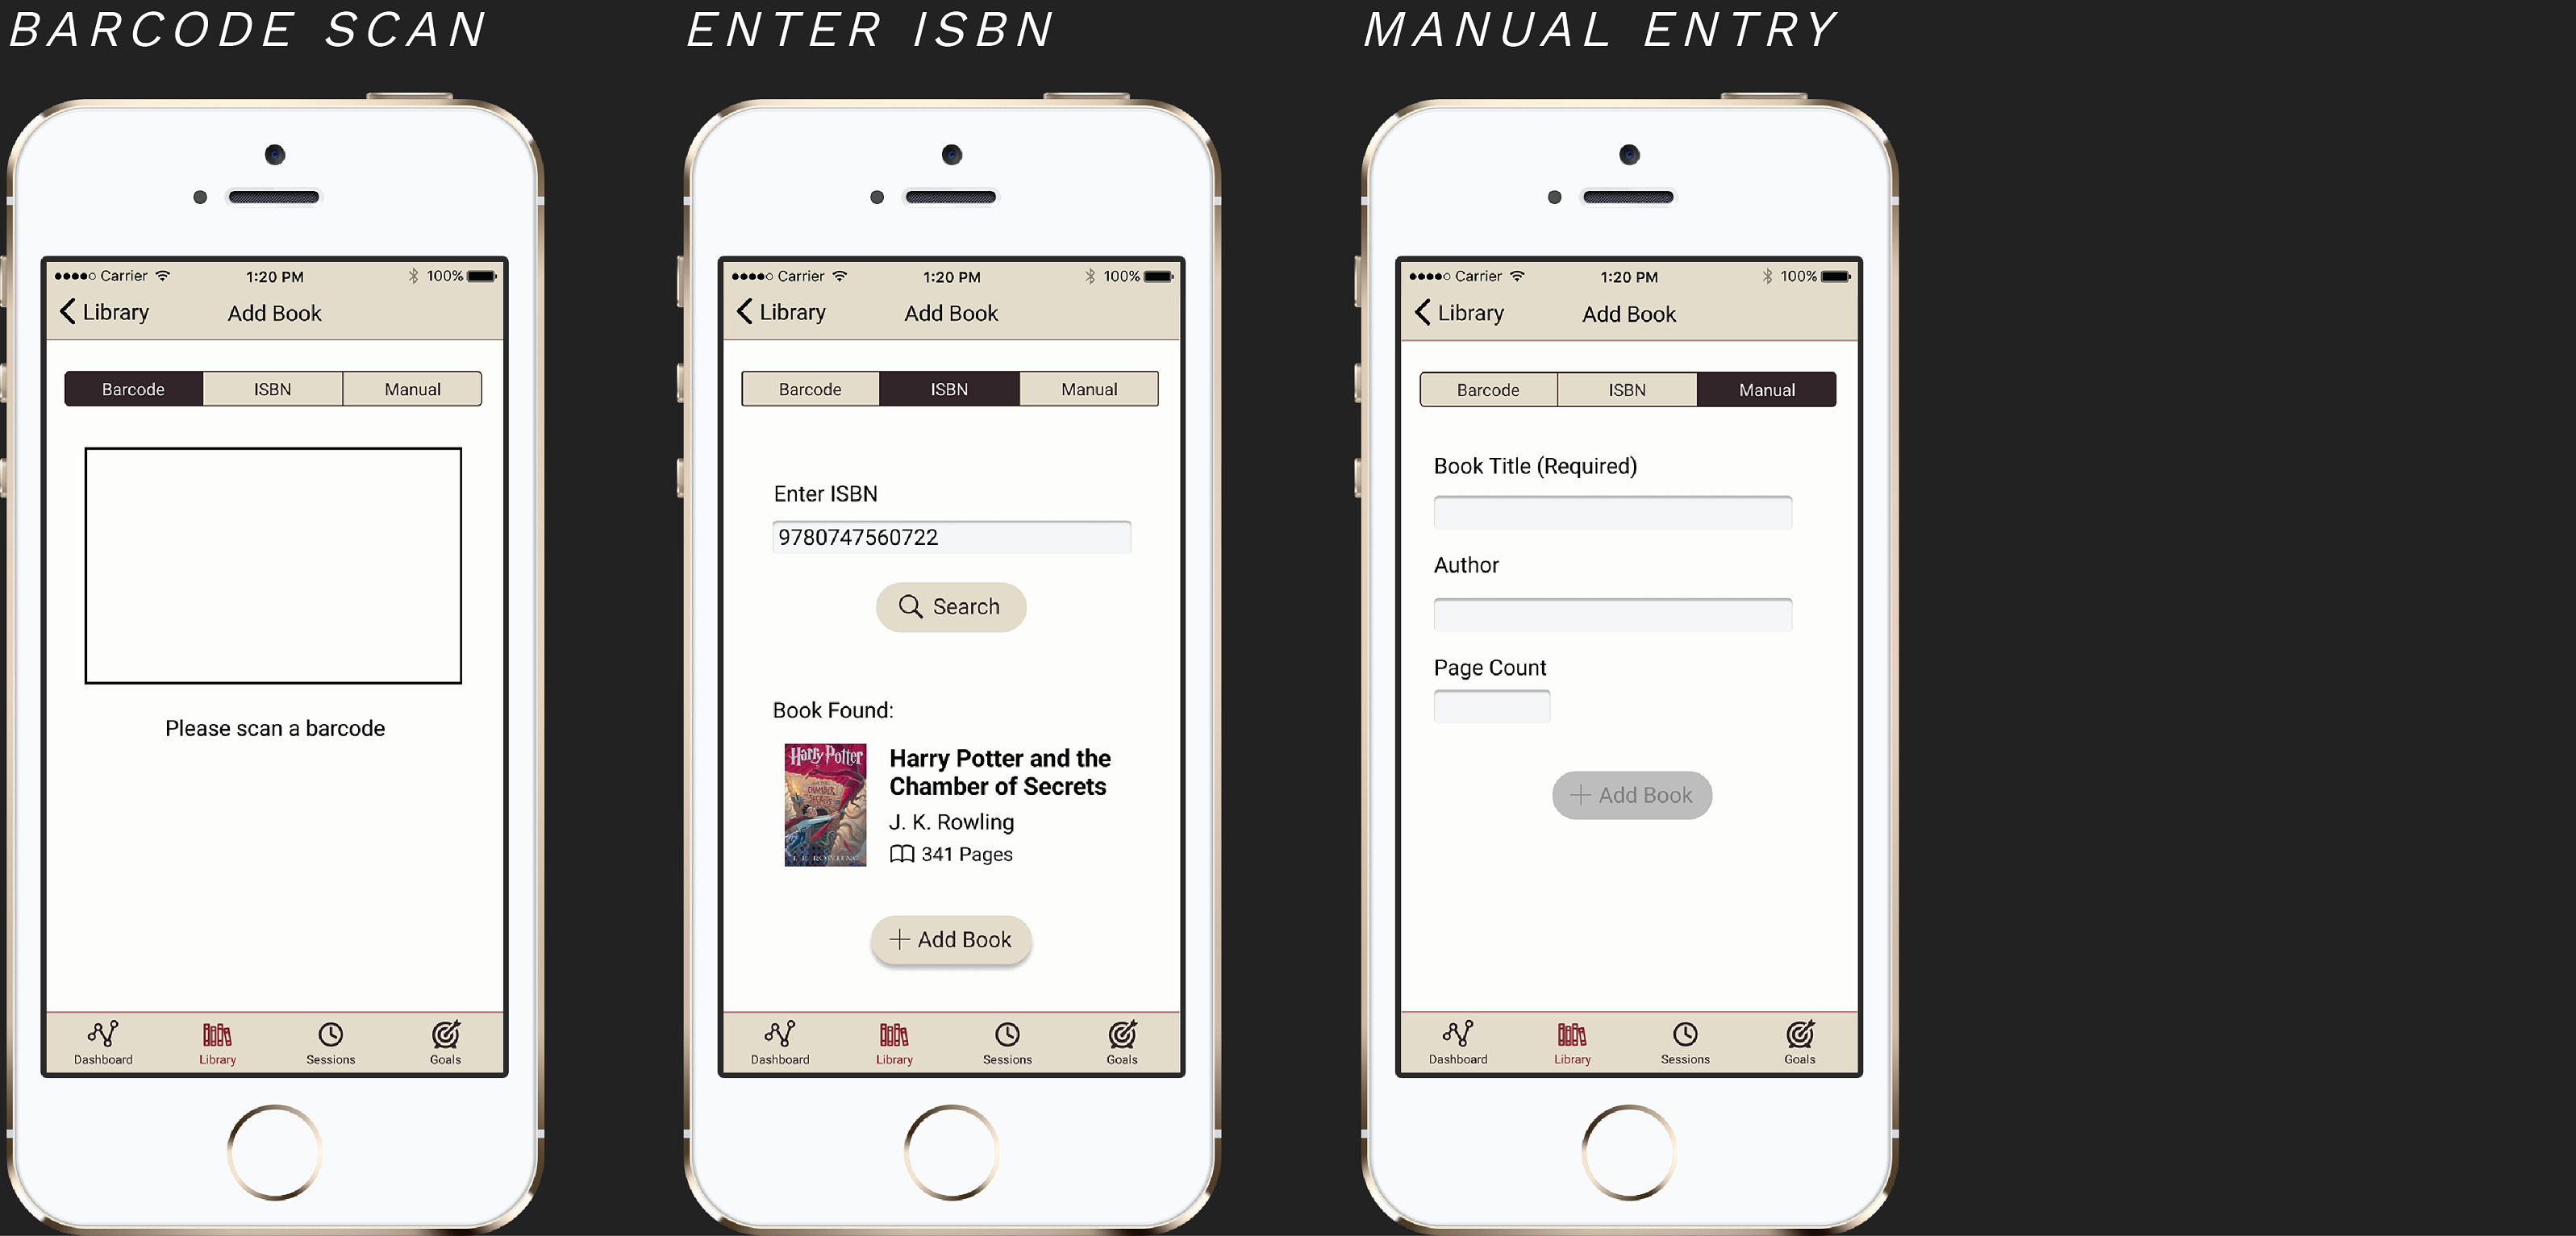 BARCODE SCAN
Carrier 1:20 PM 100%
Library Add Book
Barcode ISBN Manual
Please scan a barcode
Dashboard Library Sessions Goals
ENTER ISBN
Carrier 1:20 PM 100%
Library Add Book
Barcode ISBN Manual
Enter ISBN
9780747560722
Search
Book Found:
Harry Potter
CHAMBER
SECRETS
J. K. ROWLING
Harry Potter and the
Chamber of Secrets
J. K. Rowling
341 Pages
+ Add Book
Dashboard Library Sessions Goals
MANUAL ENTRY
Carrier 1:20 PM 100%
Library Add Book
Barcode ISBN Manual
Book Title (Required)
Author
Page Count
+ Add Book
Dashboard Library Sessions Goals